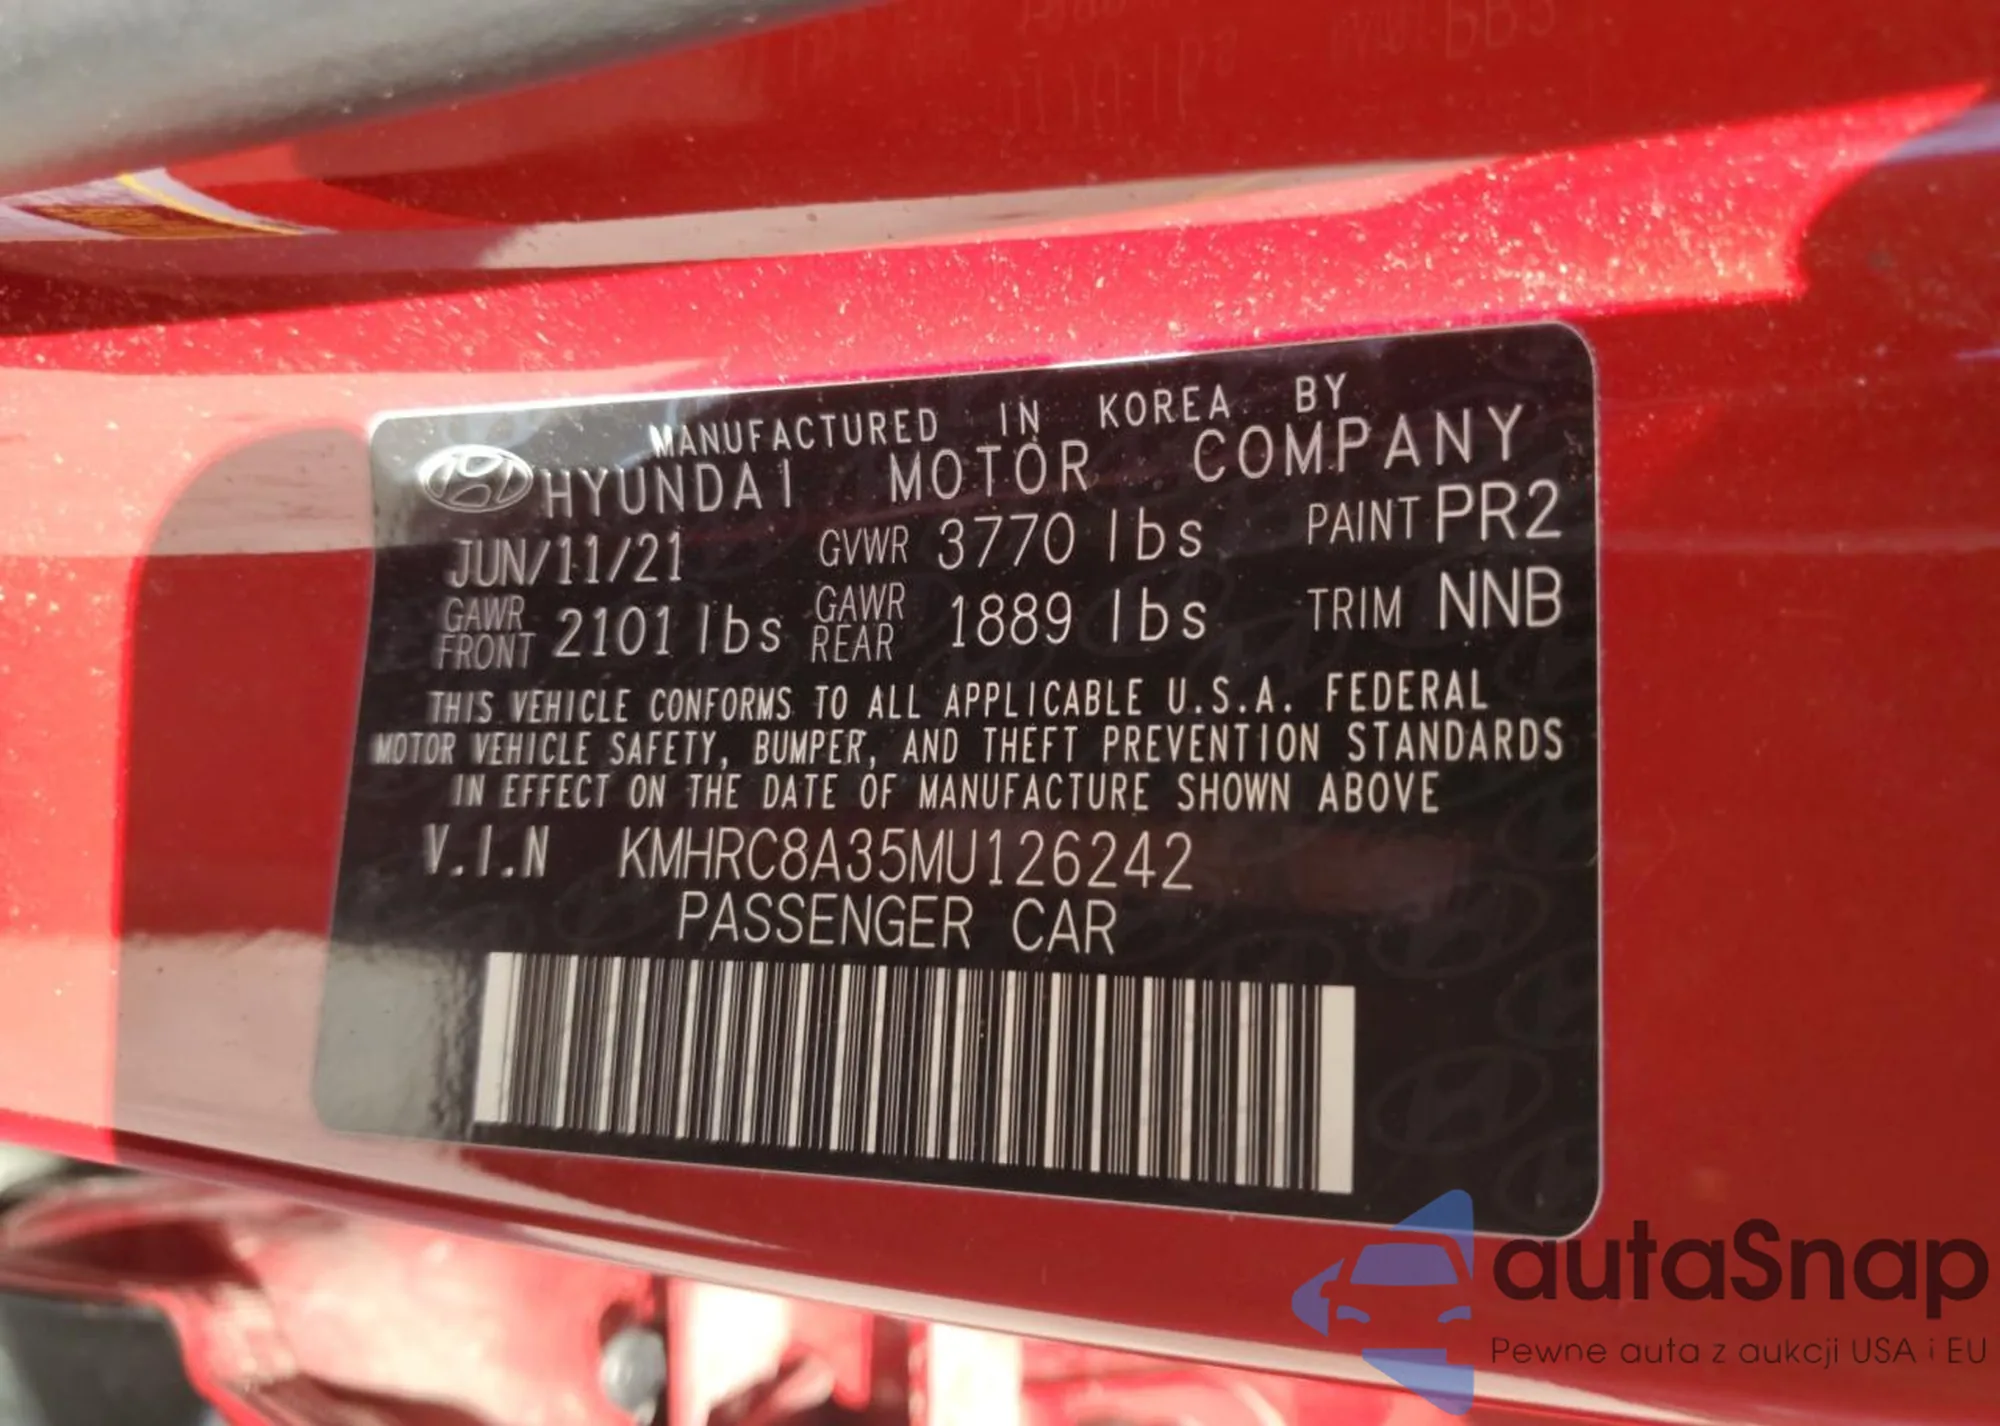 MANUFACTURED IN KOREA BY
HYUNDAI MOTOR COMPANY
JUN/11/21 GVWR 3770 lbs PAINT PR2
GAWR FRONT 2101 lbs GAWR REAR 1889 lbs TRIM NNB
THIS VEHICLE CONFORMS TO ALL APPLICABLE U.S.A. FEDERAL
MOTOR VEHICLE SAFETY, BUMPER, AND THEFT PREVENTION STANDARDS
IN EFFECT ON THE DATE OF MANUFACTURE SHOWN ABOVE
V.I.N KMHRC8A35MU126242
PASSENGER CAR
autaSnap
Pewne auta z aukcji USA i EU